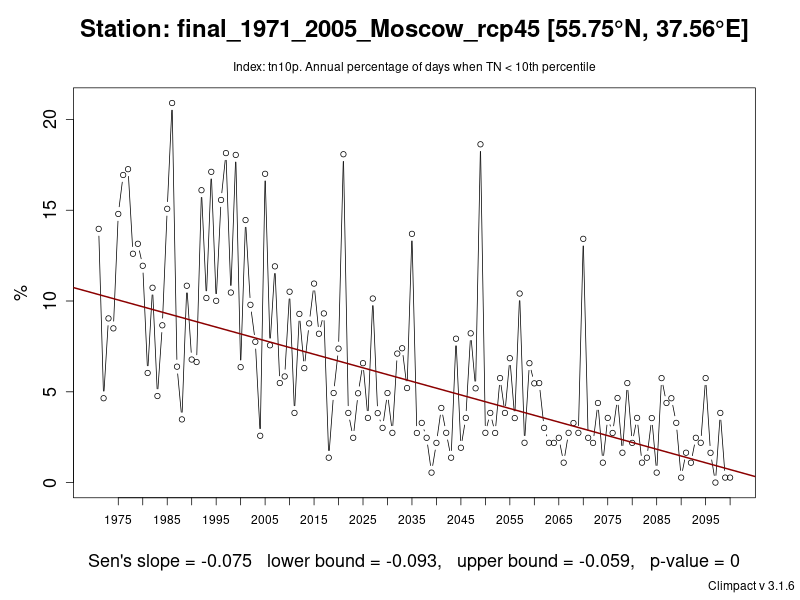 Station: final_1971_2005_Moscow_rcp45 [55.75°N, 37.56°E]
Index: tn10p. Annual percentage of days when TN < 10th percentile
20
15
10
5
0
%
1975 1985 1995 2005 2015 2025 2035 2045 2055 2065 2075 2085 2095
Sen's slope = -0.075 lower bound = -0.093, upper bound = -0.059, p-value = 0
Climpact v 3.1.6